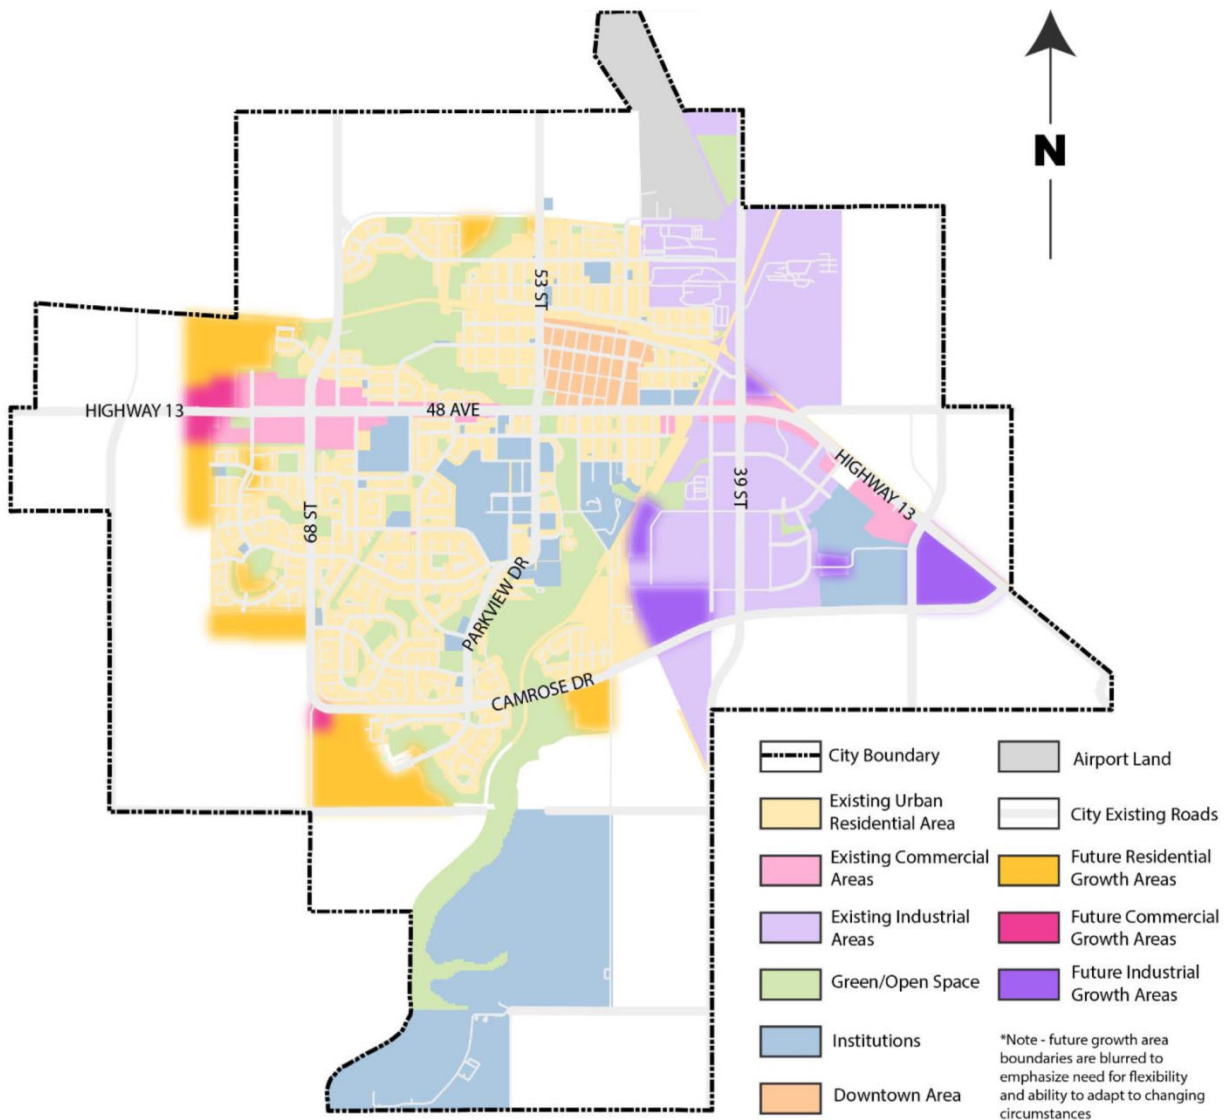 N
53 ST
HIGHWAY 13
48 AVE
HIGHWAY 13
39 ST
68 ST
PARKVIEW DR
CAMROSE DR
City Boundary
Airport Land
Existing Urban
Residential Area
City Existing Roads
Existing Commercial
Areas
Future Residential
Growth Areas
Existing Industrial
Areas
Future Commercial
Growth Areas
Green/Open Space
Future Industrial
Growth Areas
Institutions
Downtown Area
*Note - future growth area
boundaries are blurred to
emphasize need for flexibility
and ability to adapt to changing
circumstances